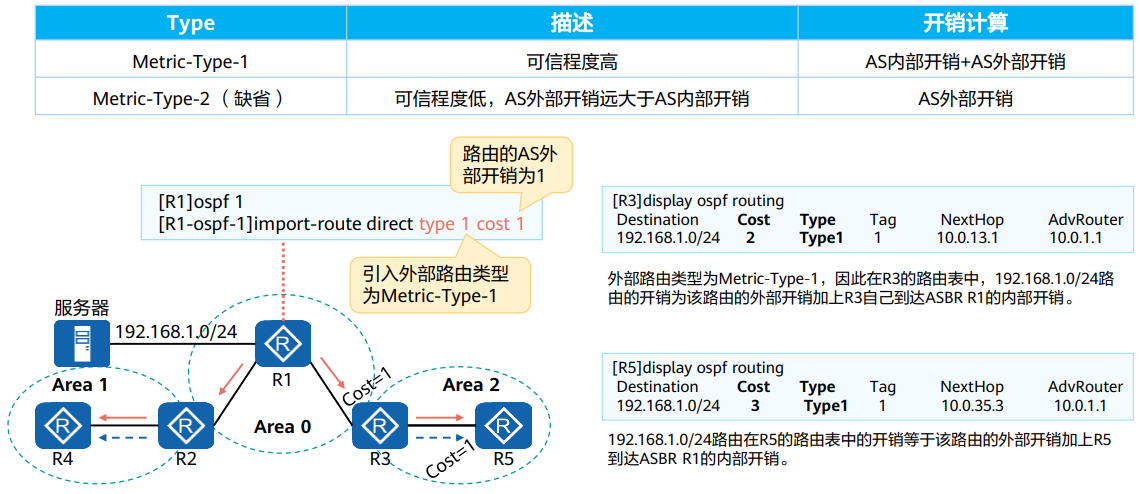 Type 描述 开销计算
Metric-Type-1 可信程度高 AS内部开销+AS外部开销
Metric-Type-2（缺省） 可信程度低，AS外部开销远大于AS内部开销 AS外部开销
路由的AS外
部开销为1
[R1]ospf 1
[R1-ospf-1]import-route direct type 1 cost 1
引入外部路由类型
为Metric-Type-1
服务器
192.168.1.0/24
R1
Area 1
Cost=1
Area 2
Area 0
R4
R2
R3
Cost=1
R5
R
R
R
R
R
[R3]display ospf routing
Destination Cost Type Tag NextHop AdvRouter
192.168.1.0/24 2 Type1 1 10.0.13.1 10.0.1.1
外部路由类型为Metric-Type-1，因此在R3的路由表中，192.168.1.0/24路
由的开销为该路由的外部开销加上R3自己到达ASBR R1的内部开销。
[R5]display ospf routing
Destination Cost Type Tag NextHop AdvRouter
192.168.1.0/24 3 Type1 1 10.0.35.3 10.0.1.1
192.168.1.0/24路由在R5的路由表中的开销等于该路由的外部开销加上R5
到达ASBR R1的内部开销。